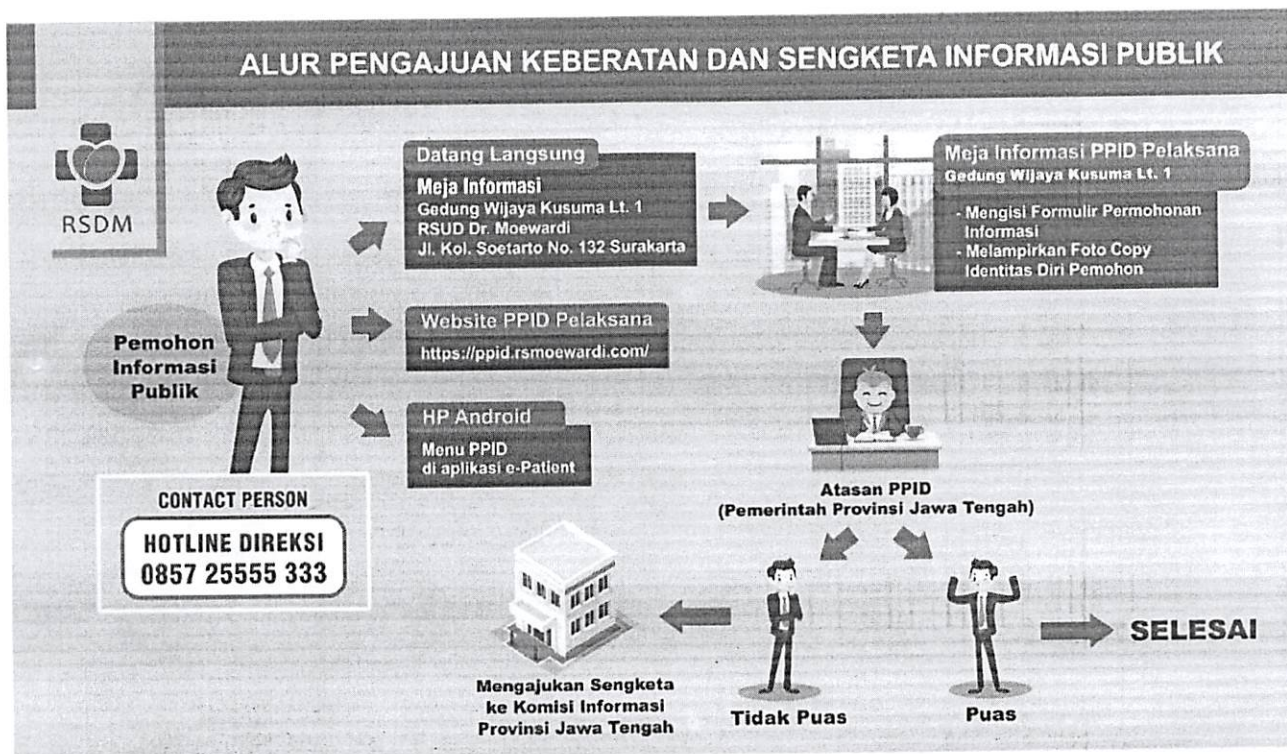 ALUR PENGAJUAN KEBERATAN DAN SENGKETA INFORMASI PUBLIK
RSDM
Pemohon
Informasi
Publik
CONTACT PERSON
HOTLINE DIREKSI
0857 25555 333
Datang Langsung
Meja Informasi
Gedung Wijaya Kusuma Lt. 1
RSUD Dr. Moewardi
Jl. Kol. Soetarto No. 132 Surakarta
Website PPID Pelaksana
https://ppid.rsmoewardi.com/
HP Android
Menu PPID
di aplikasi e-Patient
Meja Informasi PPID Pelaksana
Gedung Wijaya Kusuma Lt. 1
- Mengisi Formulir Permohonan
Informasi
- Melampirkan Foto Copy
Identitas Diri Pemohon
Atasan PPID
(Pemerintah Provinsi Jawa Tengah)
Tidak Puas
Puas
SELESAI
Mengajukan Sengketa
ke Komisi Informasi
Provinsi Jawa Tengah